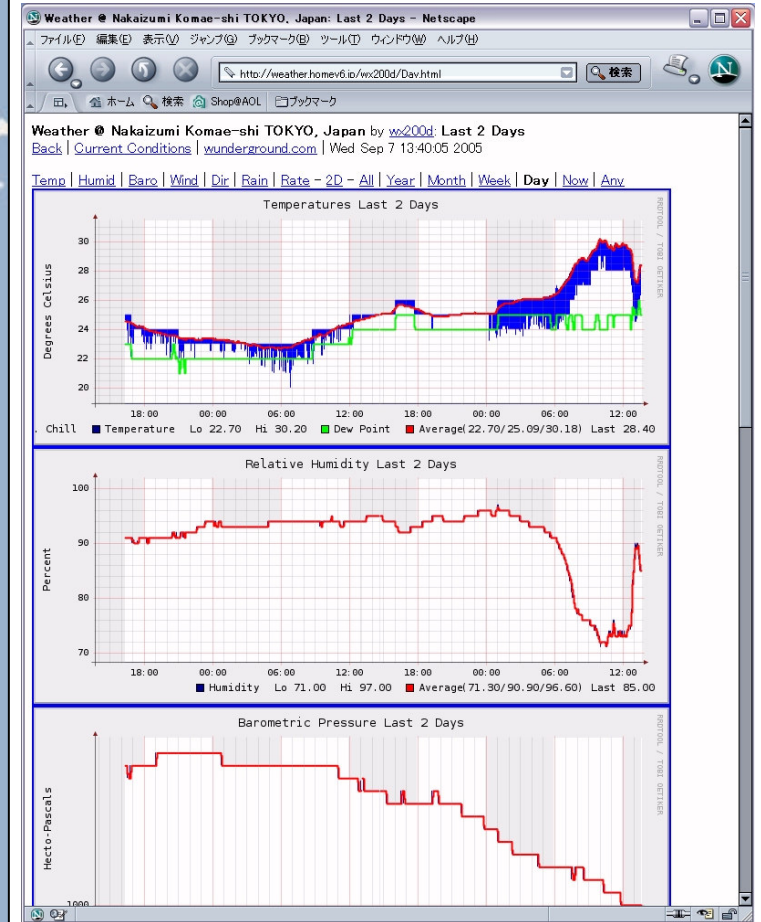 Weather @ Nakaizumi Komae-shi TOKYO, Japan: Last 2 Days - Netscape
ファイル(F) 編集(E) 表示(V) ジャンプ(G) ブックマーク(B) ツール(T) ウィンドウ(W) ヘルプ(H)
http://weather.homev6.jp/wx200d/Day.html 検索 N
ホーム 検索 Shop@AOL ブックマーク
Weather @ Nakaizumi Komae-shi TOKYO, Japan by wx200d: Last 2 Days
Back | Current Conditions | wunderground.com | Wed Sep 7 13:40:05 2005
Temp | Humid | Baro | Wind | Dir | Rain | Rate - 2D - All | Year | Month | Week | Day | Now | Any
Temperatures Last 2 Days
RRDTOOL / TOBI OETIKER
Degrees Celsius
30
28
26
24
22
20
18:00 00:00 06:00 12:00 18:00 00:00 06:00 12:00
. Chill Temperature Lo 22.70 Hi 30.20 Dew Point Average(22.70/25.09/30.18) Last 28.40
Relative Humidity Last 2 Days
RRDTOOL / TOBI OETIKER
Percent
100
90
80
70
18:00 00:00 06:00 12:00 18:00 00:00 06:00 12:00
Humidity Lo 71.00 Hi 97.00 Average(71.30/90.90/96.60) Last 85.00
Barometric Pressure Last 2 Days
RRDTOOL / TOBI OETIKER
Hecto-Pascals
1000